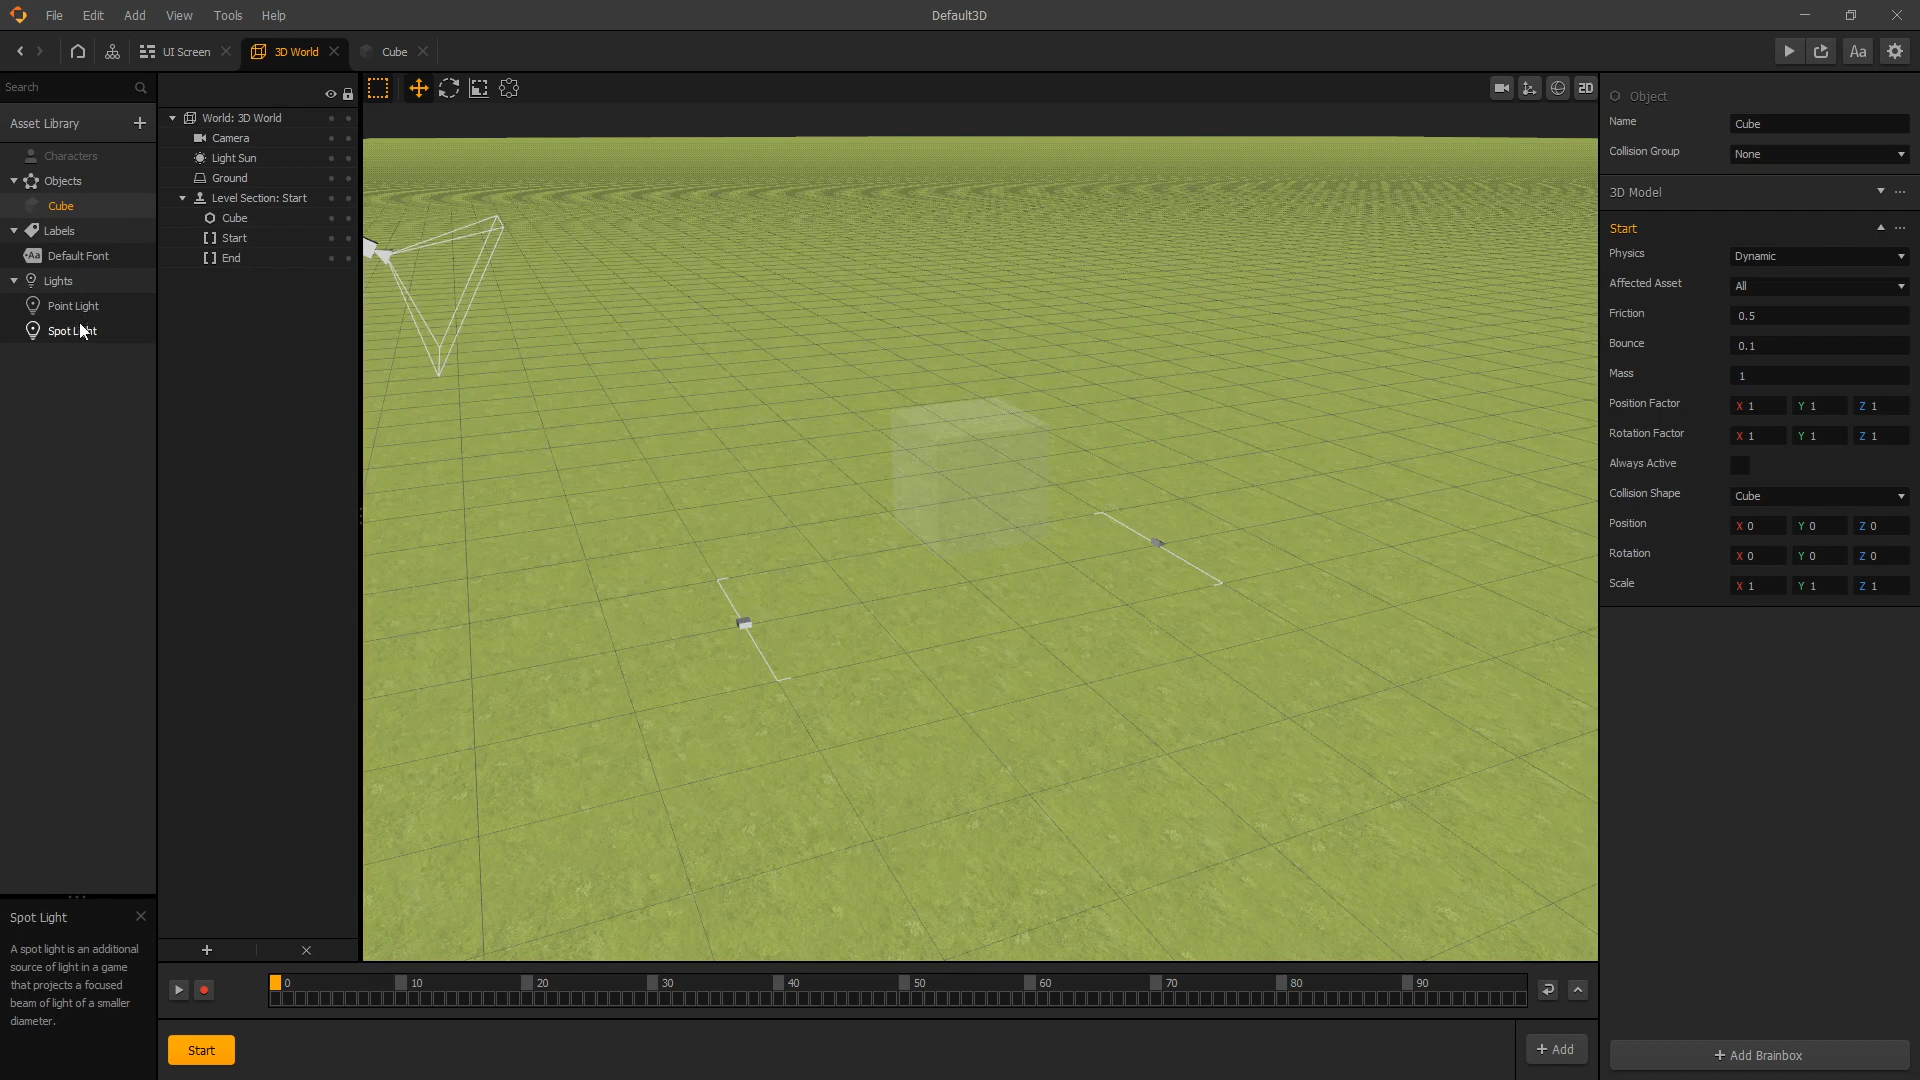 File Edit Add View Tools Help
Default3D
UI Screen
3D World
Cube
Aa
Search
Asset Library
Characters
Objects
Cube
Labels
Aa Default Font
Lights
Point Light
Spot Light
Spot Light
A spot light is an additional
source of light in a game
that projects a focused
beam of light of a smaller
diameter.
World: 3D World
Camera
Light Sun
Ground
Level Section: Start
Cube
Start
End
2D
0 10 20 30 40 50 60 70 80 90
Start
+ Add
Object
Name Cube
Collision Group None
3D Model
Start
Physics Dynamic
Affected Asset All
Friction 0.5
Bounce 0.1
Mass 1
Position Factor X 1 Y 1 Z 1
Rotation Factor X 1 Y 1 Z 1
Always Active
Collision Shape Cube
Position X 0 Y 0 Z 0
Rotation X 0 Y 0 Z 0
Scale X 1 Y 1 Z 1
+ Add Brainbox